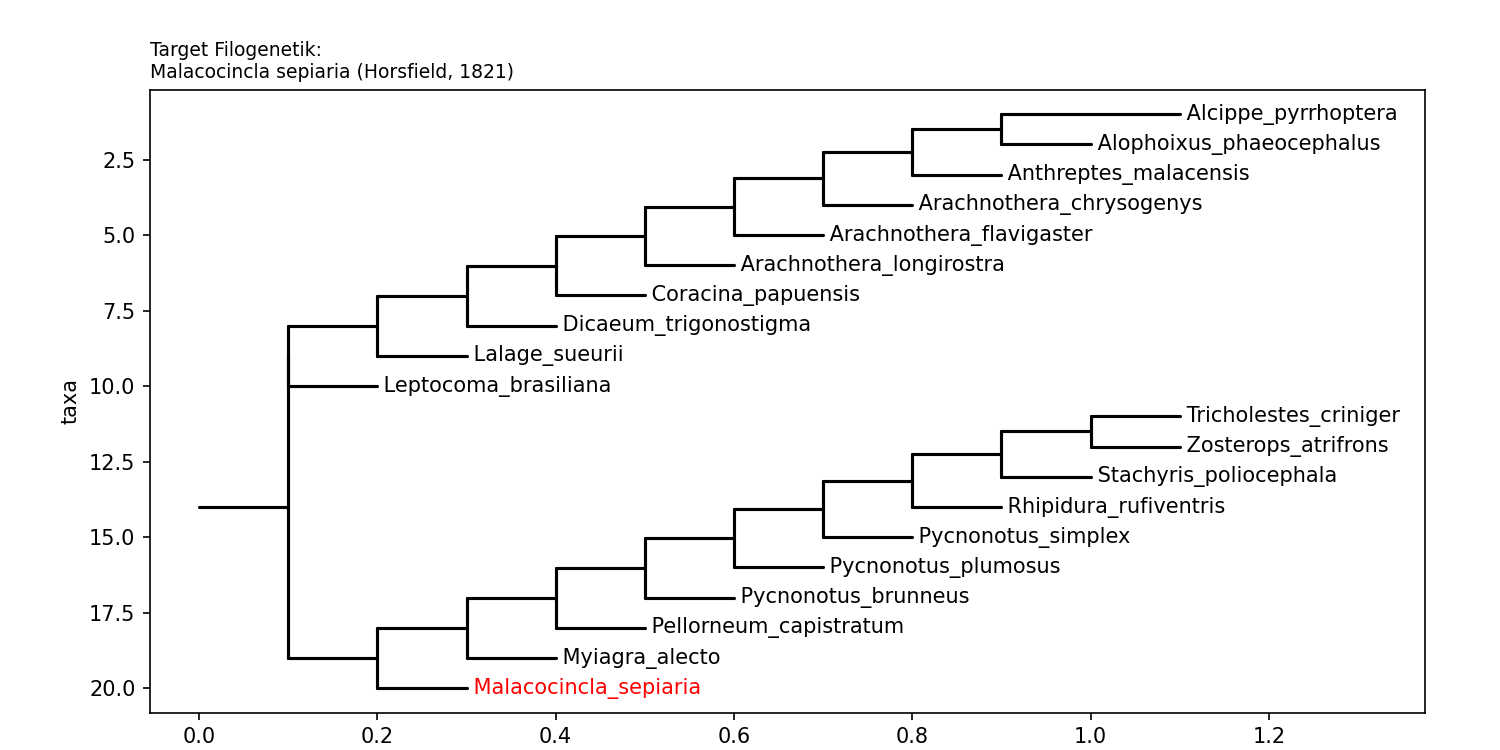 Target Filogenetik:
Malacocincla sepiaria (Horsfield, 1821)
Alcippe_pyrrhoptera
Alophoixus_phaeocephalus
2.5
Anthreptes_malacensis
Arachnothera_chrysogenys
5.0
Arachnothera_flavigaster
Arachnothera_longirostra
Coracina_papuensis
7.5
Dicaeum_trigonostigma
Lalage_sueurii
10.0
Leptocoma_brasiliana
taxa
Tricholestes_criniger
Zosterops_atrifrons
12.5
Stachyris_poliocephala
Rhipidura_rufiventris
15.0
Pycnonotus_simplex
Pycnonotus_plumosus
Pycnonotus_brunneus
17.5
Pellorneum_capistratum
Myiagra_alecto
20.0
Malacocincla_sepiaria
0.0 0.2 0.4 0.6 0.8 1.0 1.2